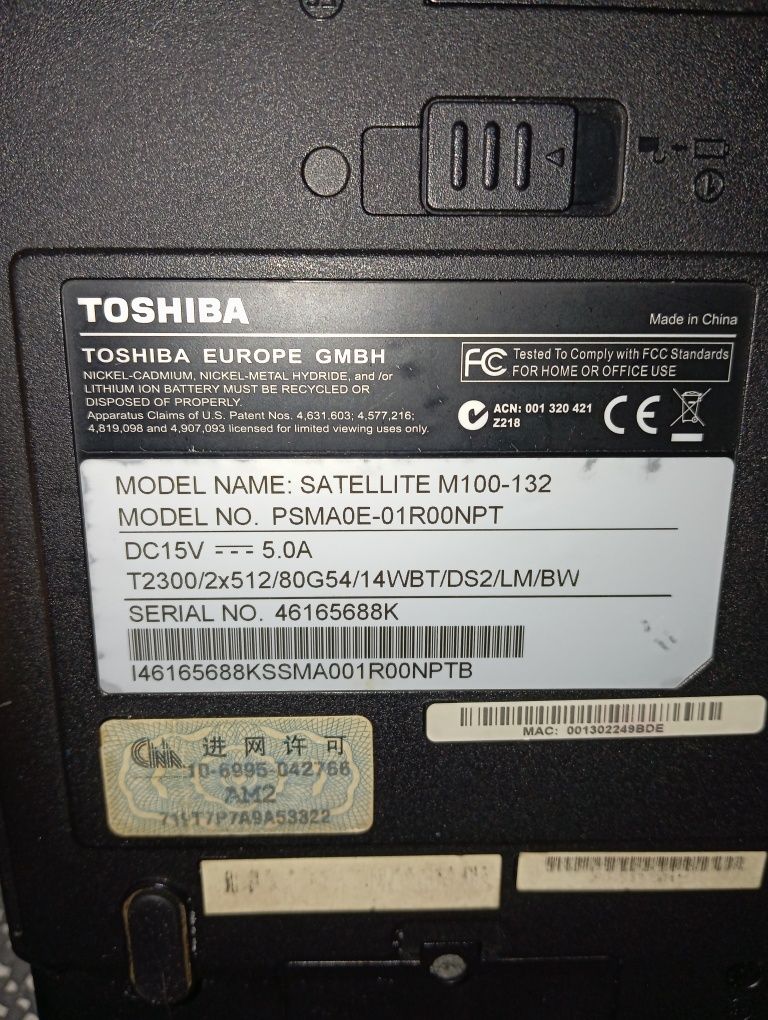 TOSHIBA
Made in China
TOSHIBA EUROPE GMBH
NICKEL-CADMIUM, NICKEL-METAL HYDRIDE, and /or
LITHIUM ION BATTERY MUST BE RECYCLED OR
DISPOSED OF PROPERLY.
Apparatus Claims of U.S. Patent Nos. 4,631,603; 4,577,216;
4,819,098 and 4,907,093 licensed for limited viewing uses only.
FC Tested To Comply with FCC Standards
FOR HOME OR OFFICE USE
ACN: 001 320 421
Z218
CE
MODEL NAME: SATELLITE M100-132
MODEL NO. PSMA0E-01R00NPT
DC15V 5.0A
T2300/2x512/80G54/14WBT/DS2/LM/BW
SERIAL NO. 46165688K
I46165688KSSMA001R00NPTB
MAC: 001302249BDE
进网许可
10-6995-042766
AM2